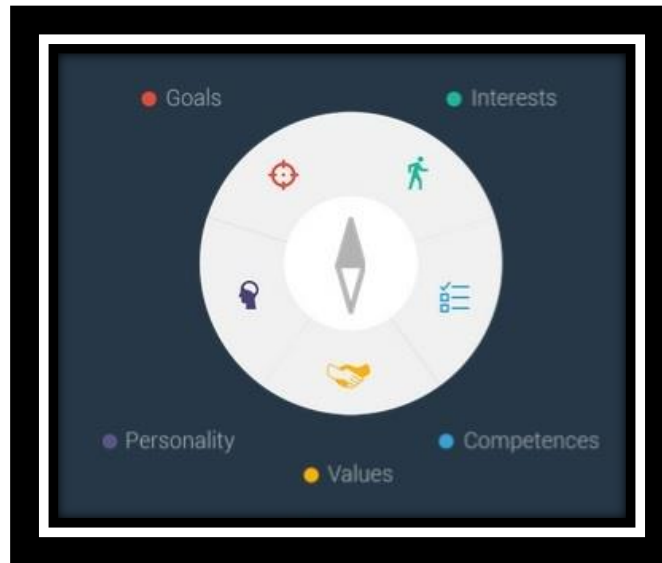 Goals
Interests
Personality
Competences
Values